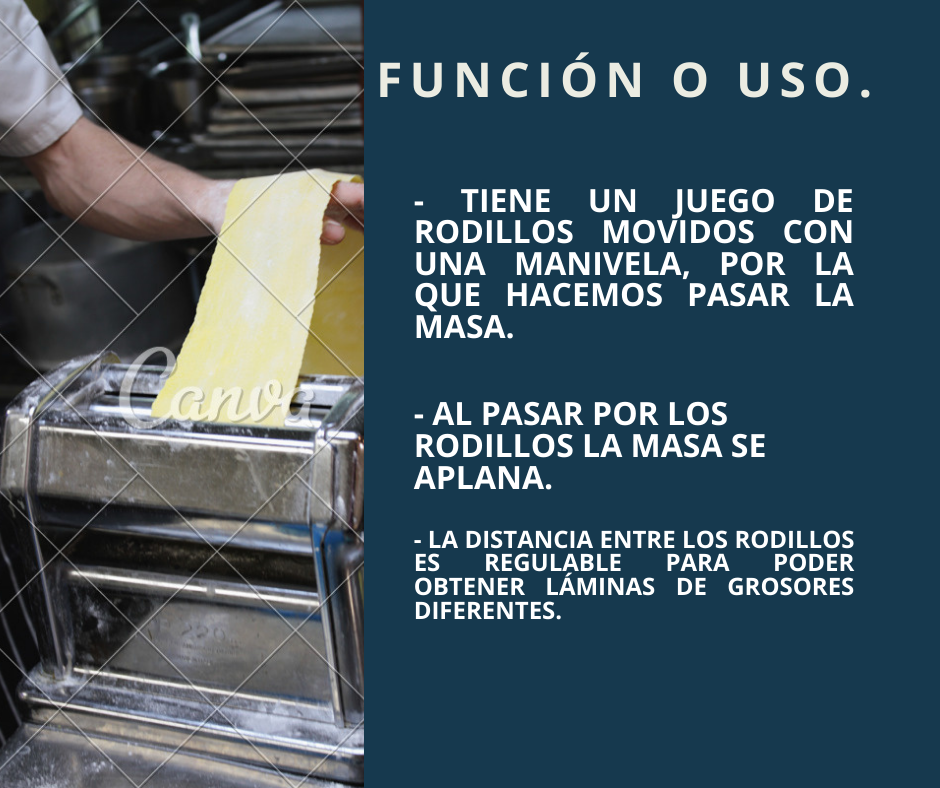 FUNCIÓN O USO.
- TIENE UN JUEGO DE
RODILLOS MOVIDOS CON
UNA MANIVELA, POR LA
QUE HACEMOS PASAR LA
MASA.
- AL PASAR POR LOS
RODILLOS LA MASA SE
APLANA.
- LA DISTANCIA ENTRE LOS RODILLOS
ES REGULABLE PARA PODER
OBTENER LÁMINAS DE GROSORES
DIFERENTES.
Canva